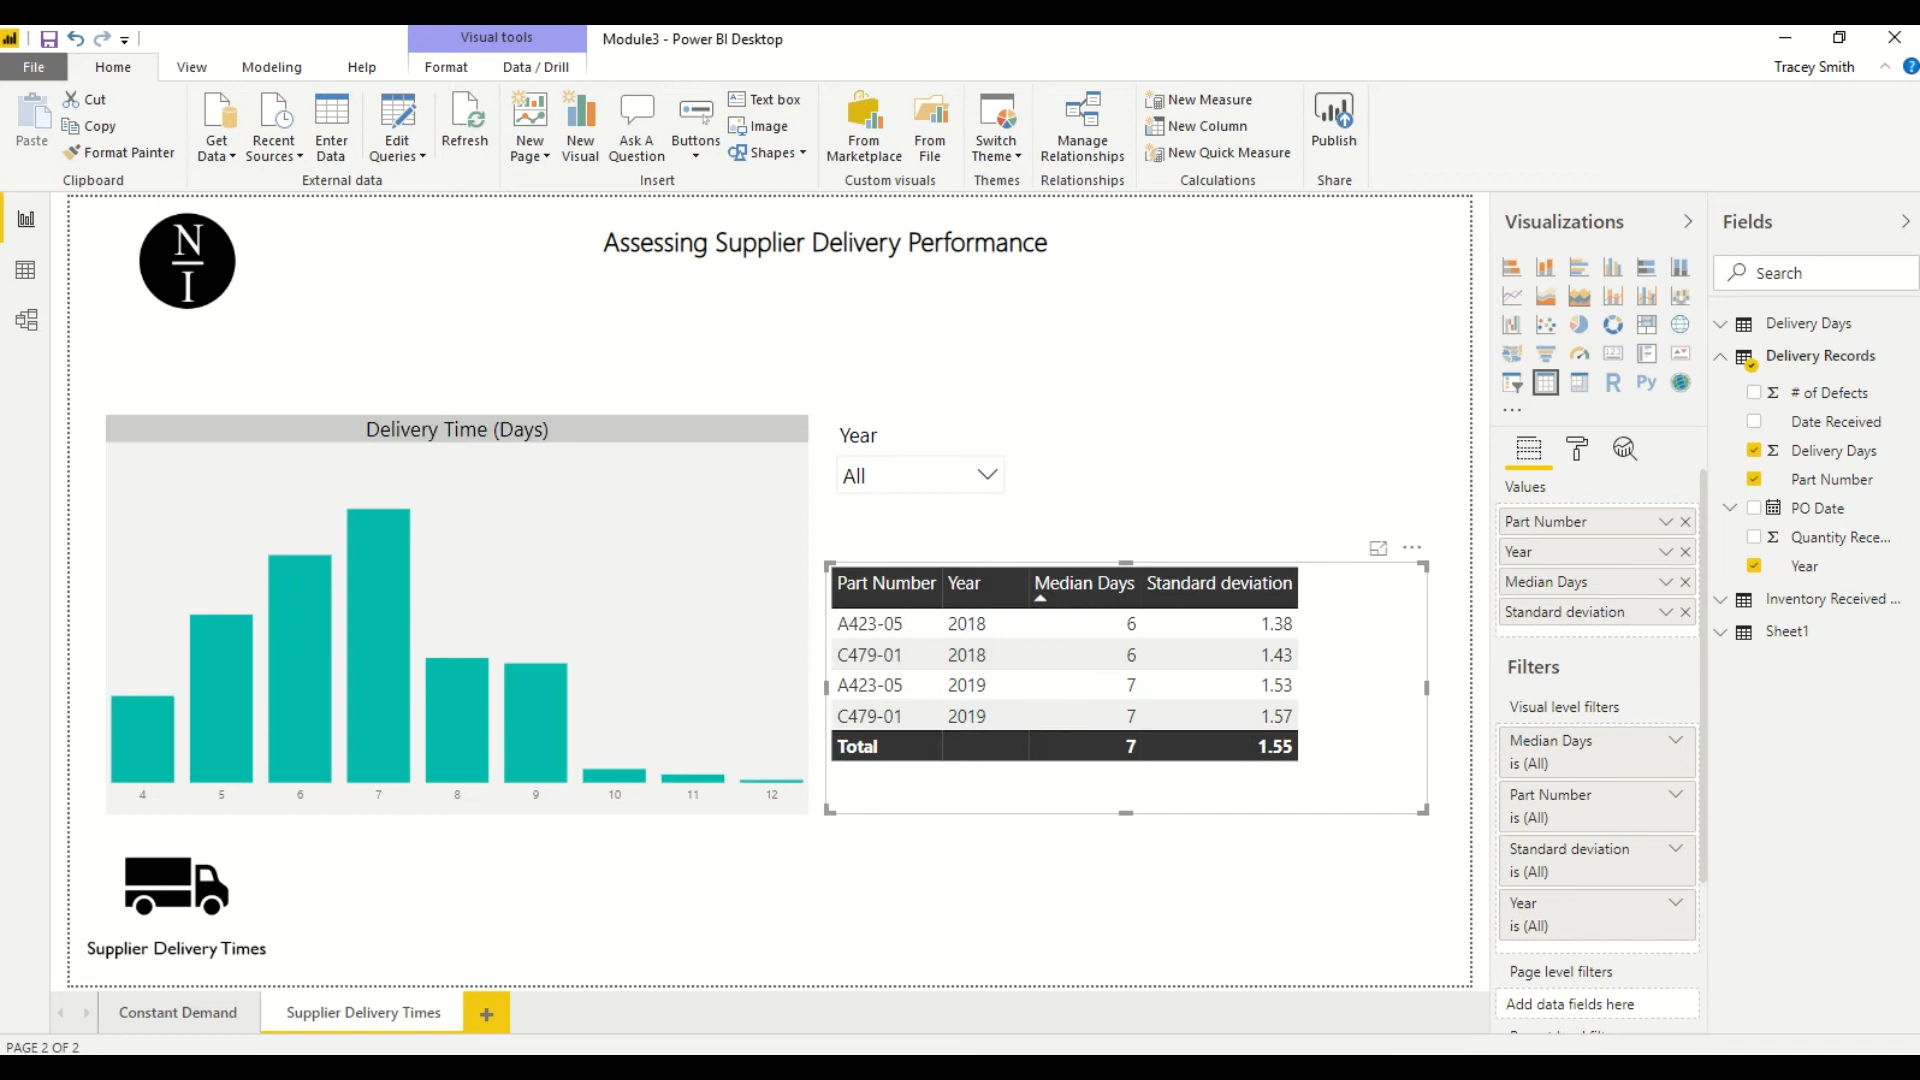 Visual tools
Module3 - Power BI Desktop
File
Home
View
Modeling
Help
Format
Data / Drill
Tracey Smith
?
Paste
Cut
Copy
Format Painter
Clipboard
Get Data
Recent Sources
Enter Data
Edit Queries
Refresh
External data
New Page
New Visual
Ask A Question
Buttons
Text box
Image
Shapes
Insert
From Marketplace
From File
Custom visuals
Switch Theme
Themes
Manage Relationships
Relationships
New Measure
New Column
New Quick Measure
Calculations
Publish
Share
N
I
Assessing Supplier Delivery Performance
Delivery Time (Days)
4 5 6 7 8 9 10 11 12
Year
All
Part Number Year Median Days Standard deviation
A423-05 2018 6 1.38
C479-01 2018 6 1.43
A423-05 2019 7 1.53
C479-01 2019 7 1.57
Total 7 1.55
Supplier Delivery Times
Constant Demand
Supplier Delivery Times
PAGE 2 OF 2
Visualizations
R
Py
Values
Part Number
Year
Median Days
Standard deviation
Filters
Visual level filters
Median Days
is (All)
Part Number
is (All)
Standard deviation
is (All)
Year
is (All)
Page level filters
Add data fields here
Fields
Search
Delivery Days
Delivery Records
Σ # of Defects
Date Received
Σ Delivery Days
Part Number
PO Date
Σ Quantity Rece...
Year
Inventory Received ...
Sheet1